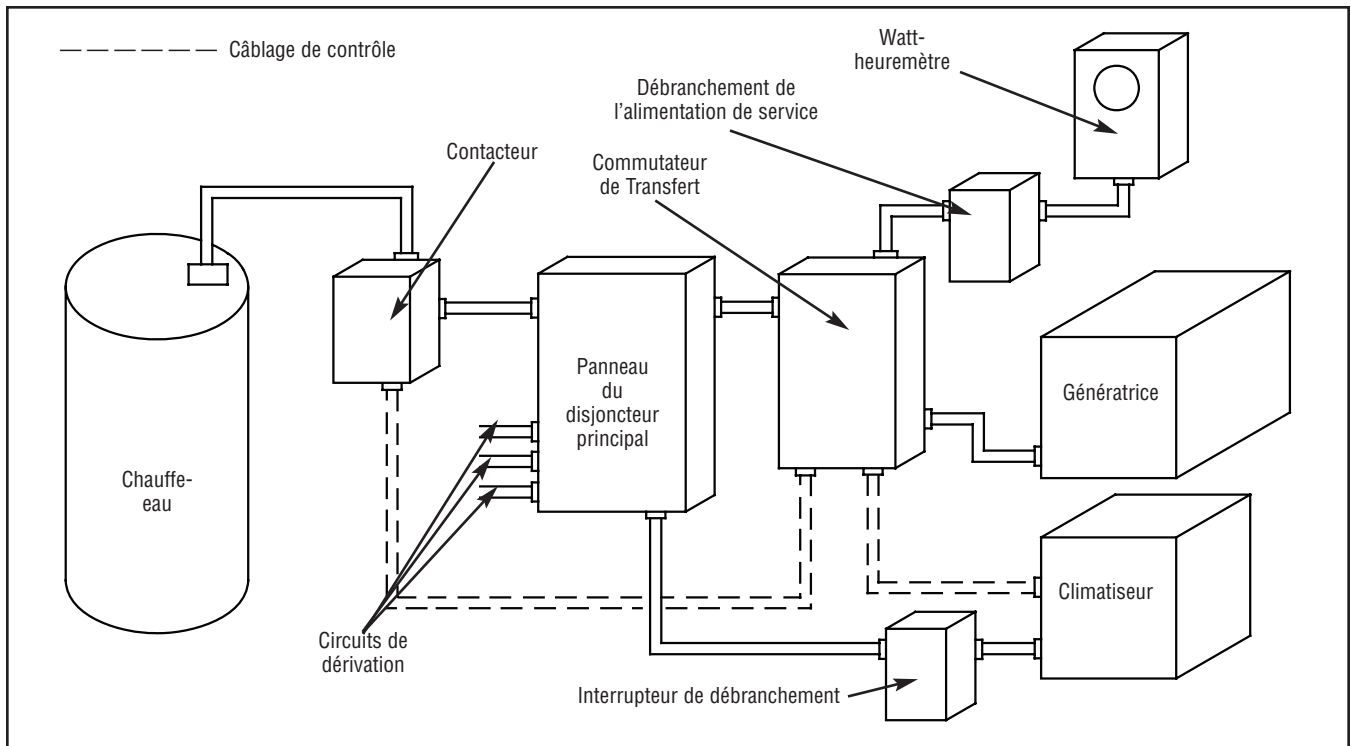 Câblage de contrôle
Watt-
heuremètre
Débranchement de
l'alimentation de service
Contacteur
Commutateur
de Transfert
Panneau
du
disjoncteur
principal
Génératrice
Chauffe-
eau
Climatiseur
Circuits de
dérivation
Interrupteur de débranchement